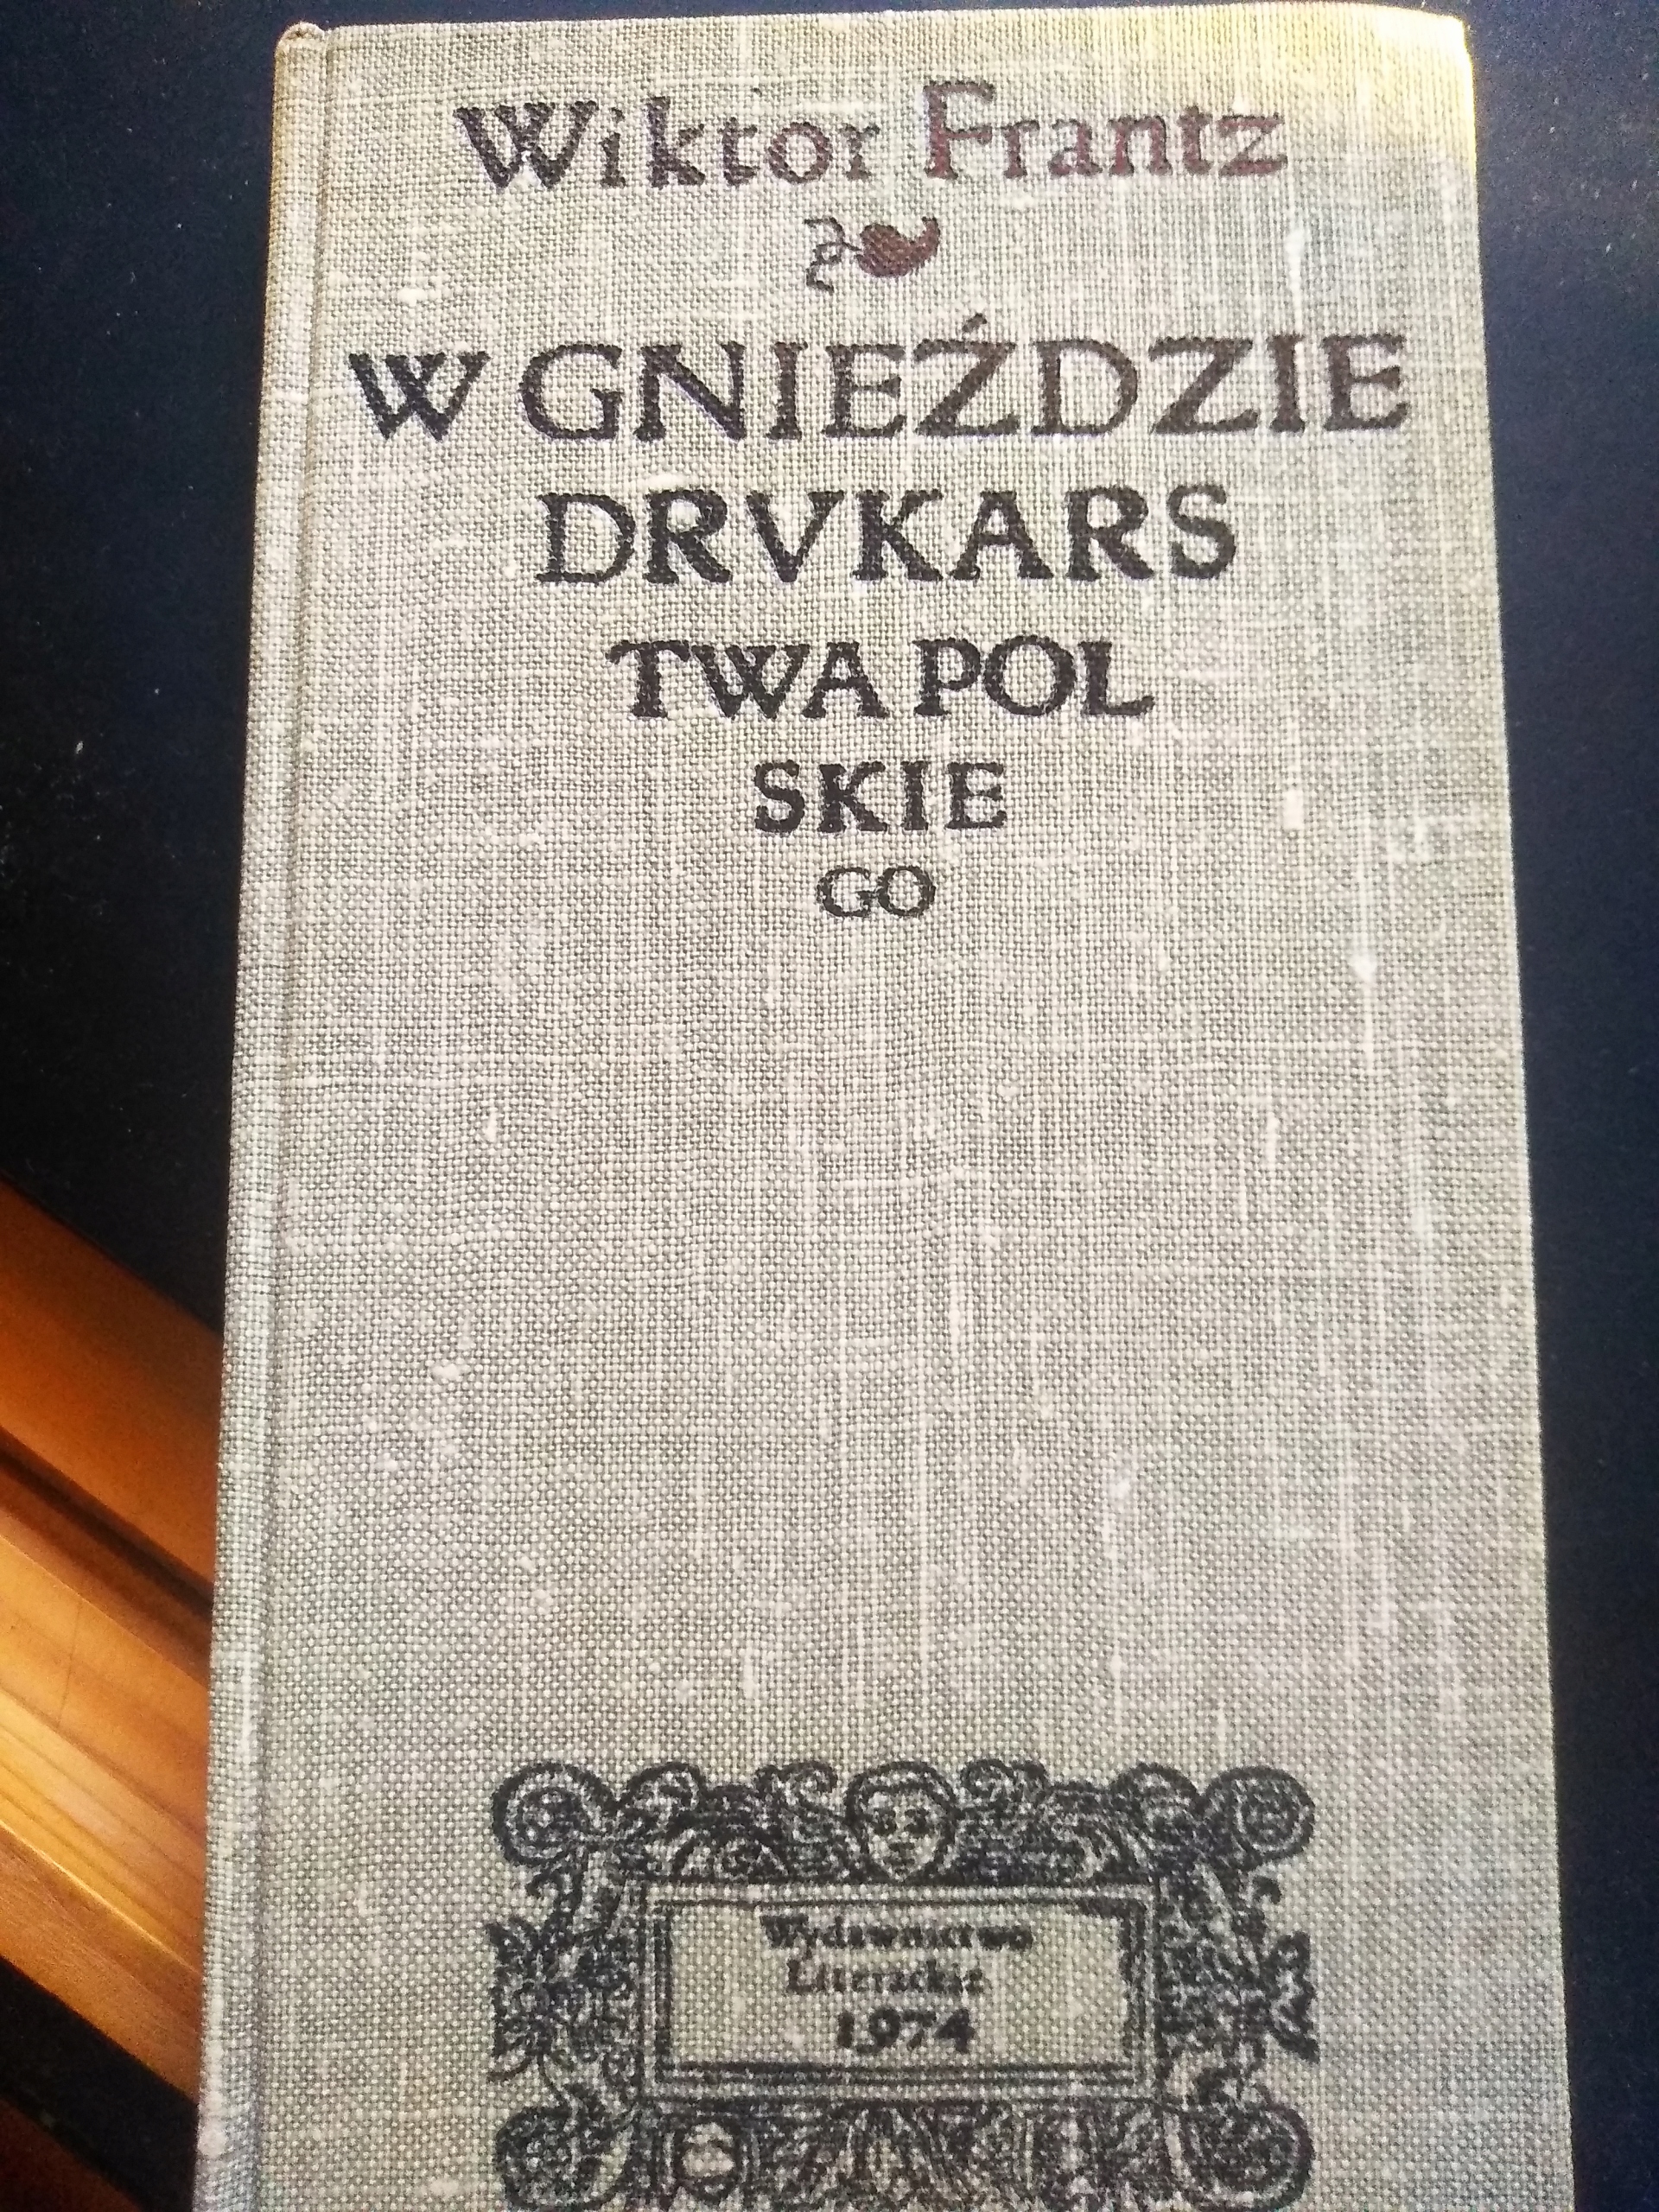 Wiktor Frantz
W GNIEŹDZIE
DRVKARS
TWA POL
SKIE
GO
Wydawnictwo
Literackie
1974